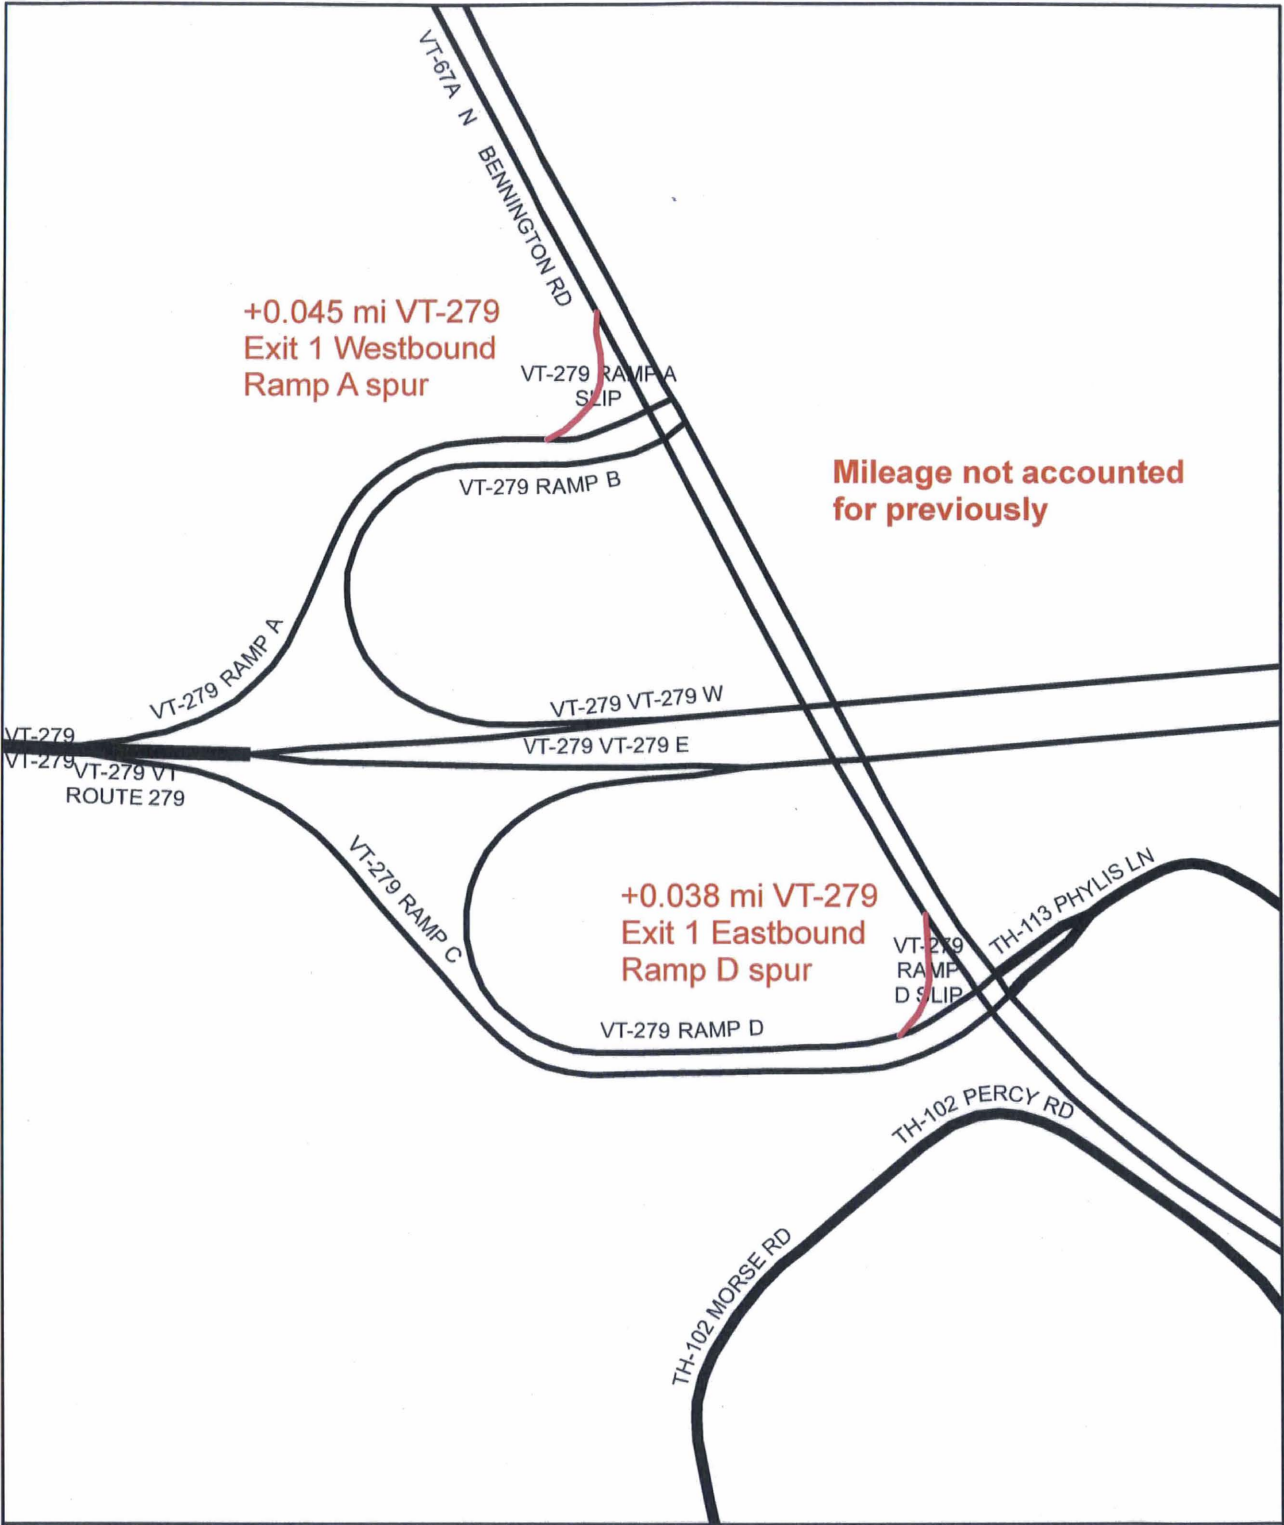 VT-67A N BENNINGTON RD
+0.045 mi VT-279
Exit 1 Westbound
Ramp A spur
VT-279 RAMP A
SLIP
VT-279 RAMP B
Mileage not accounted
for previously
VT-279 RAMP A
VT-279 VT-279 W
VT-279
VT-279 VT-279 E
VT-279
VT-279 VT
ROUTE 279
VT-279 RAMP C
+0.038 mi VT-279
Exit 1 Eastbound
Ramp D spur
TH-113 PHYLIS LN
VT-279
RAMP
D SLIP
VT-279 RAMP D
TH-102 PERCY RD
TH-102 MORSE RD